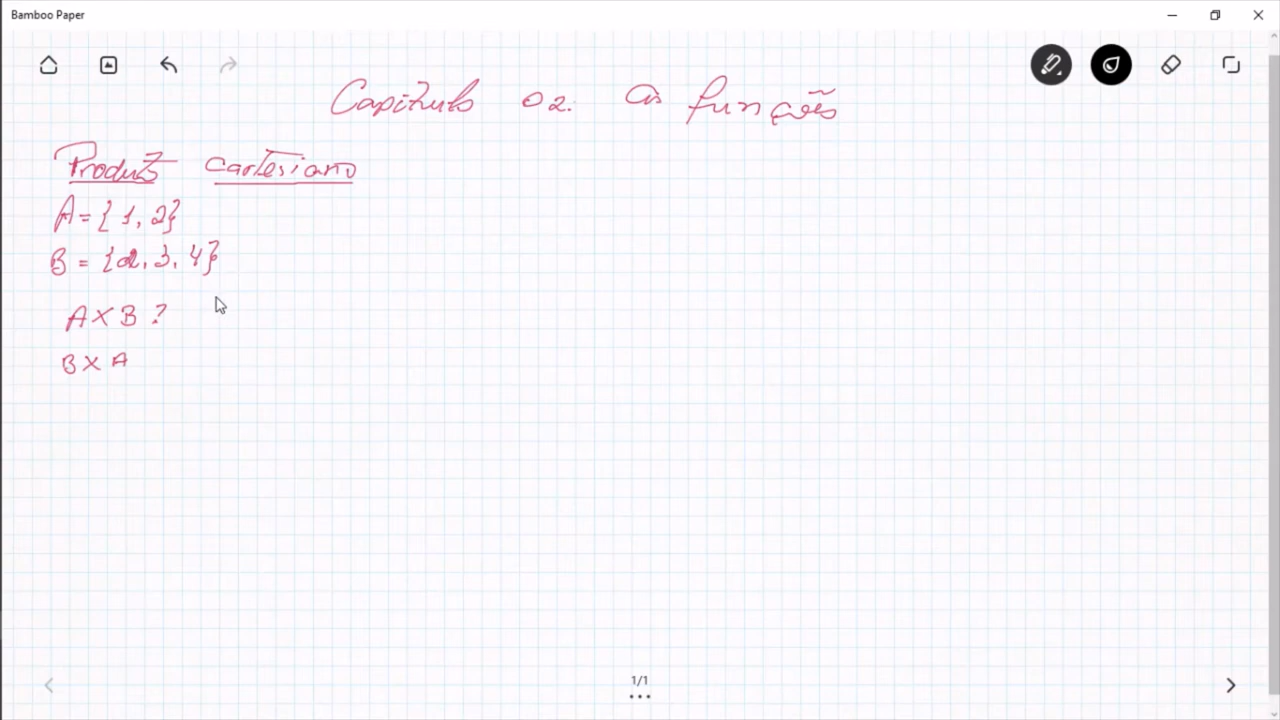 Bamboo Paper
Capítulo 02. As funções
Produto cartesiano
A = { 1, 2}
B = {2, 3, 4}
A X B ?
B X A
1/1